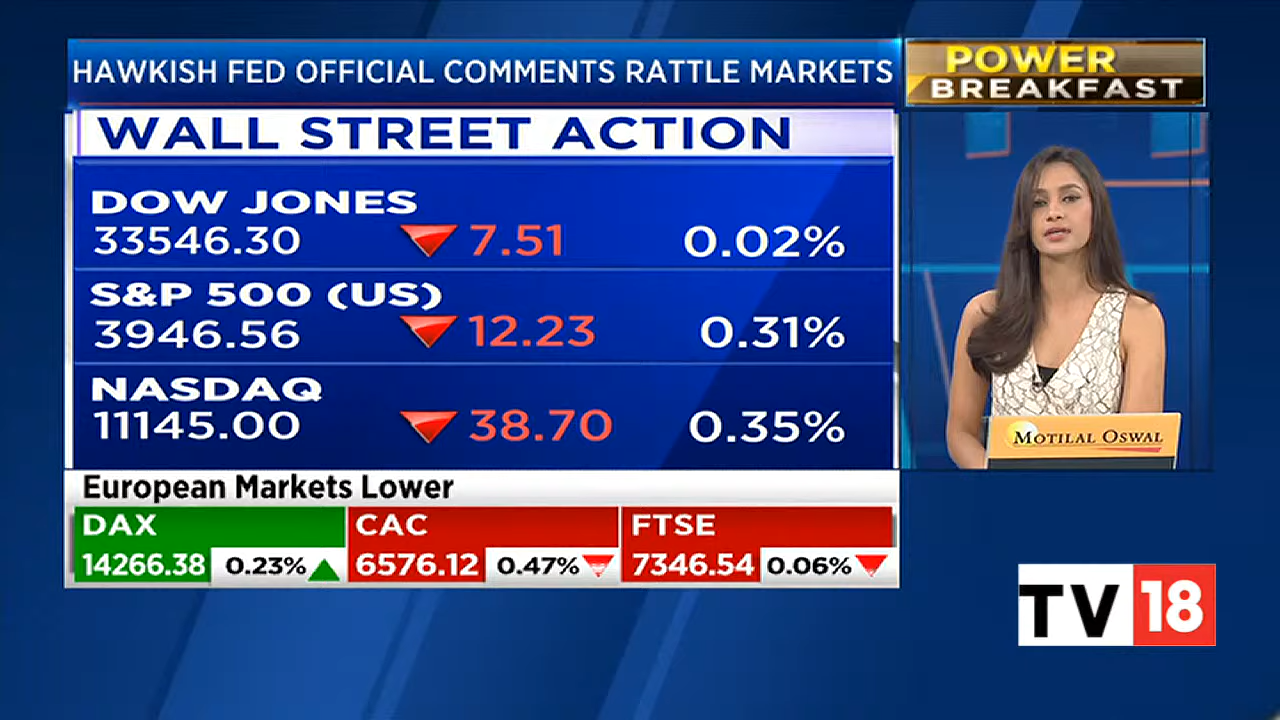 HAWKISH FED OFFICIAL COMMENTS RATTLE MARKETS
POWER
BREAKFAST
WALL STREET ACTION
DOW JONES
33546.30 7.51 0.02%
S&P 500 (US)
3946.56 12.23 0.31%
NASDAQ
11145.00 38.70 0.35%
MOTILAL OSWAL
European Markets Lower
DAX CAC FTSE
14266.38 0.23% 6576.12 0.47% 7346.54 0.06%
TV 18